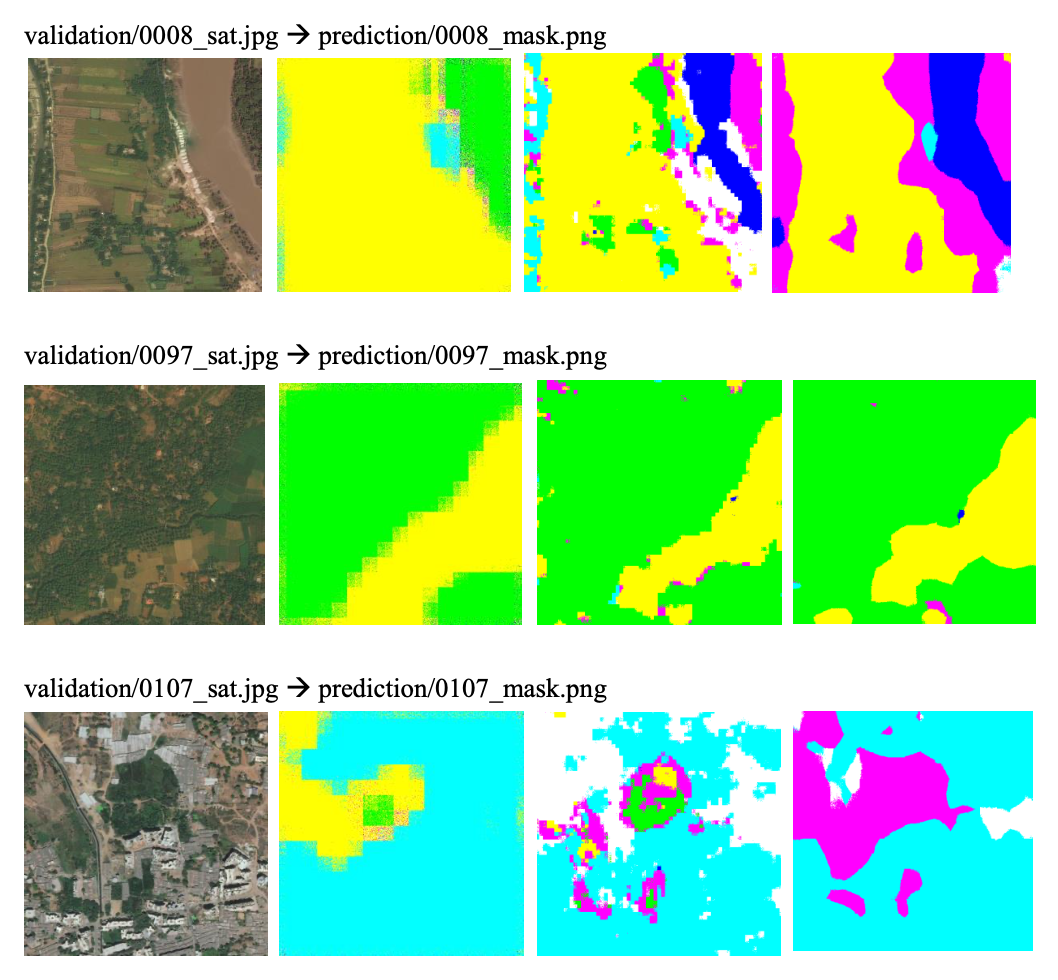 validation/0008_sat.jpg → prediction/0008_mask.png
validation/0097_sat.jpg → prediction/0097_mask.png
validation/0107_sat.jpg → prediction/0107_mask.png